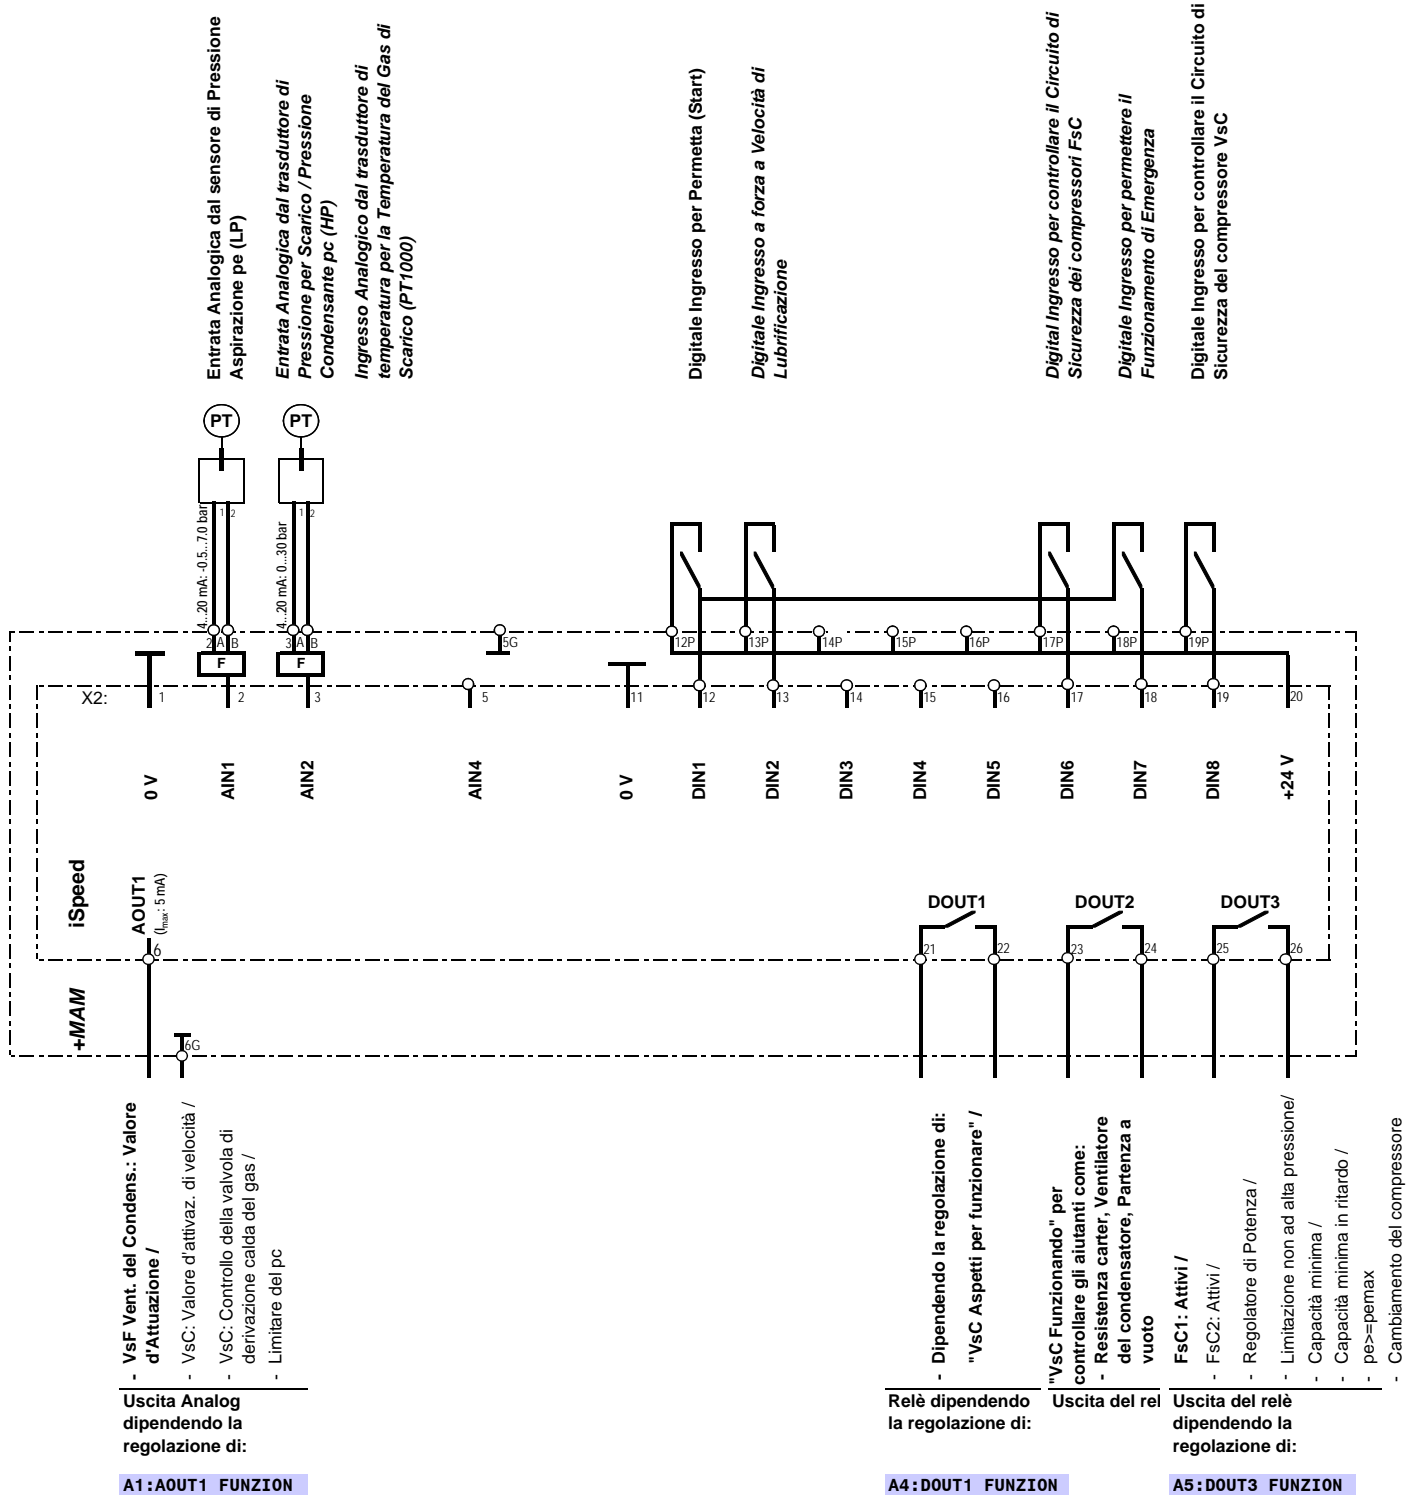 Entrata Analogica dal sensore di Pressione
Aspirazione pe (LP)
Entrata Analogica dal trasduttore di
Pressione per Scarico / Pressione
Condensante pc (HP)
Ingresso Analogico dal trasduttore di
temperatura per la Temperatura del Gas di
Scarico (PT1000)
Digitale Ingresso per Permetta (Start)
Digitale Ingresso a forza a Velocità di
Lubrificazione
Digital Ingresso per controllare il Circuito di
Sicurezza dei compressori FsC
Digitale Ingresso per permettere il
Funzionamento di Emergenza
Digitale Ingresso per controllare il Circuito di
Sicurezza del compressore VsC
PT
PT
1 2
1 2
4...20 mA: -0.5...7.0 bar
4...20 mA: 0...30 bar
2 A B
3 A B
5G
12P
13P
14P
15P
16P
17P
18P
19P
F
F
X2:
1
2
3
5
11
12
13
14
15
16
17
18
19
20
0 V
AIN1
AIN2
AIN4
0 V
DIN1
DIN2
DIN3
DIN4
DIN5
DIN6
DIN7
DIN8
+24 V
iSpeed
AOUT1
(Imax: 5 mA)
DOUT1
DOUT2
DOUT3
6
21
22
23
24
25
26
+MAM
6G
- VsF Vent. del Condens.: Valore
d'Attuazione /
- VsC: Valore d'attivaz. di velocità /
- VsC: Controllo della valvola di
derivazione calda del gas /
- Limitare del pc
- Dipendendo la regolazione di:
"VsC Aspetti per funzionare" /
"VsC Funzionando" per
controllare gli aiutanti come:
- Resistenza carter, Ventilatore
del condensatore, Partenza a
vuoto
- FsC1: Attivi /
- FsC2: Attivi /
- Regolatore di Potenza /
- Limitazione non ad alta pressione/
- Capacità minima /
- Capacità minima in ritardo /
- pe>=pemax
- Cambiamento del compressore
Uscita Analog
dipendendo la
regolazione di:
Relè dipendendo
la regolazione di:
Uscita del rel
Uscita del relè
dipendendo la
regolazione di:
A1:AOUT1 FUNZION
A4:DOUT1 FUNZION
A5:DOUT3 FUNZION